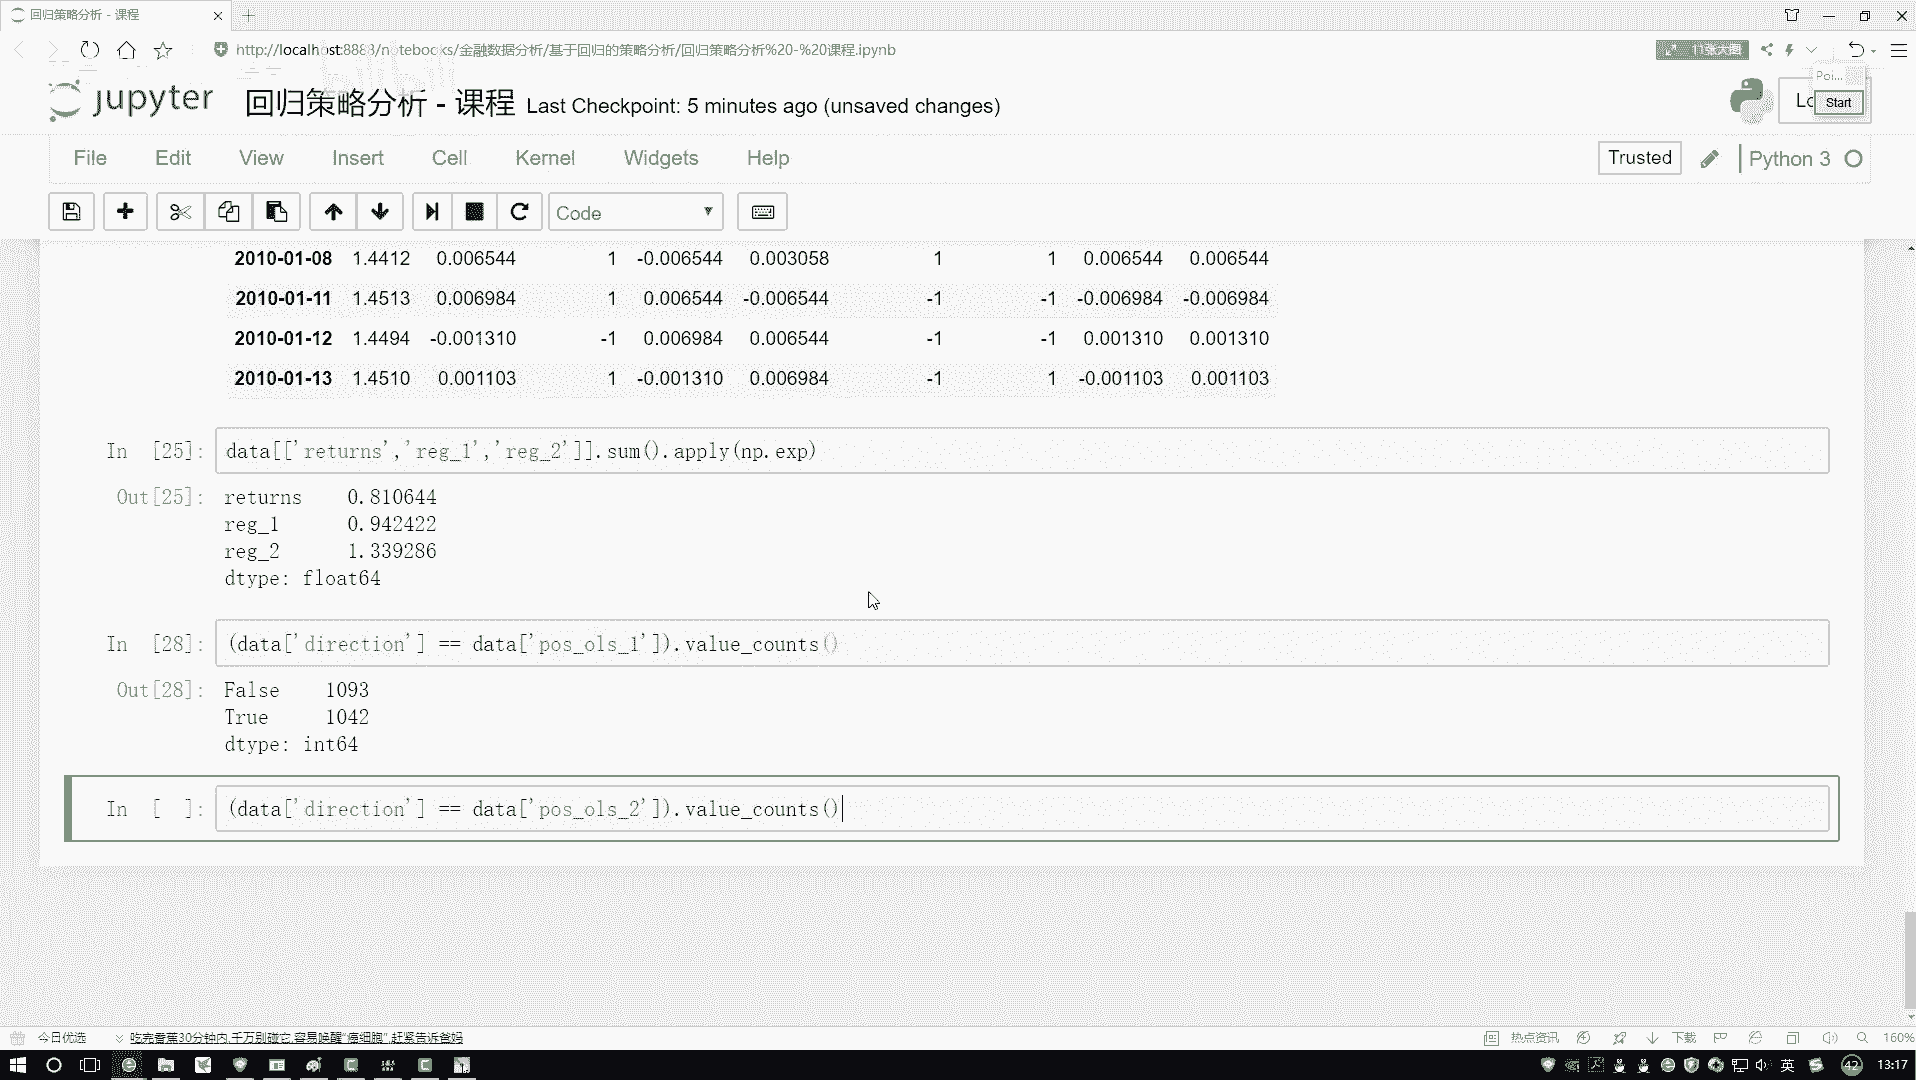 回归策略分析 - 课程
http://localhost:8888/notebooks/金融数据分析/基于回归的策略分析/回归策略分析%20-%20课程.ipynb
11张大图
Poi...
jupyter 回归策略分析 - 课程 Last Checkpoint: 5 minutes ago (unsaved changes)
Lo
Start
File Edit View Insert Cell Kernel Widgets Help
Trusted
Python 3
Code
2010-01-08 1.4412 0.006544 1 -0.006544 0.003058 1 1 0.006544 0.006544
2010-01-11 1.4513 0.006984 1 0.006544 -0.006544 -1 -1 -0.006984 -0.006984
2010-01-12 1.4494 -0.001310 -1 0.006984 0.006544 -1 -1 0.001310 0.001310
2010-01-13 1.4510 0.001103 1 -0.001310 0.006984 -1 1 -0.001103 0.001103
In [25]: data[['returns','reg_1','reg_2']].sum().apply(np.exp)
Out[25]: returns 0.810644
reg_1 0.942422
reg_2 1.339286
dtype: float64
In [28]: (data['direction'] == data['pos_ols_1']).value_counts()
Out[28]: False 1093
True 1042
dtype: int64
In [ ]: (data['direction'] == data['pos_ols_2']).value_counts()
今日优选
吃完香蕉30分钟内,千万别碰它,容易唤醒“癌细胞”,赶紧告诉爸妈
热点资讯
下载
160%
英
42
13:17